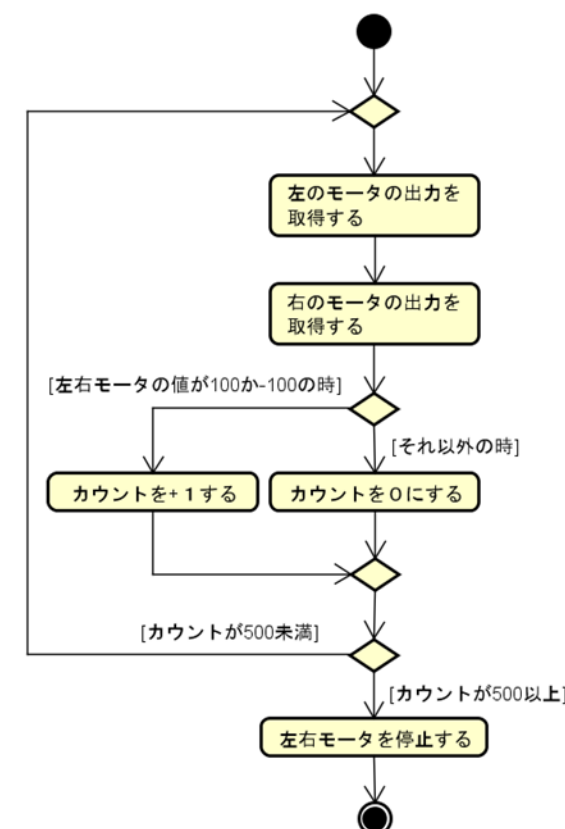 左のモータの出力を
取得する
右のモータの出力を
取得する
[左右モータの値が100か-100の時]
[それ以外の時]
カウントを+１する
カウントを０にする
[カウントが500未満]
[カウントが500以上]
左右モータを停止する